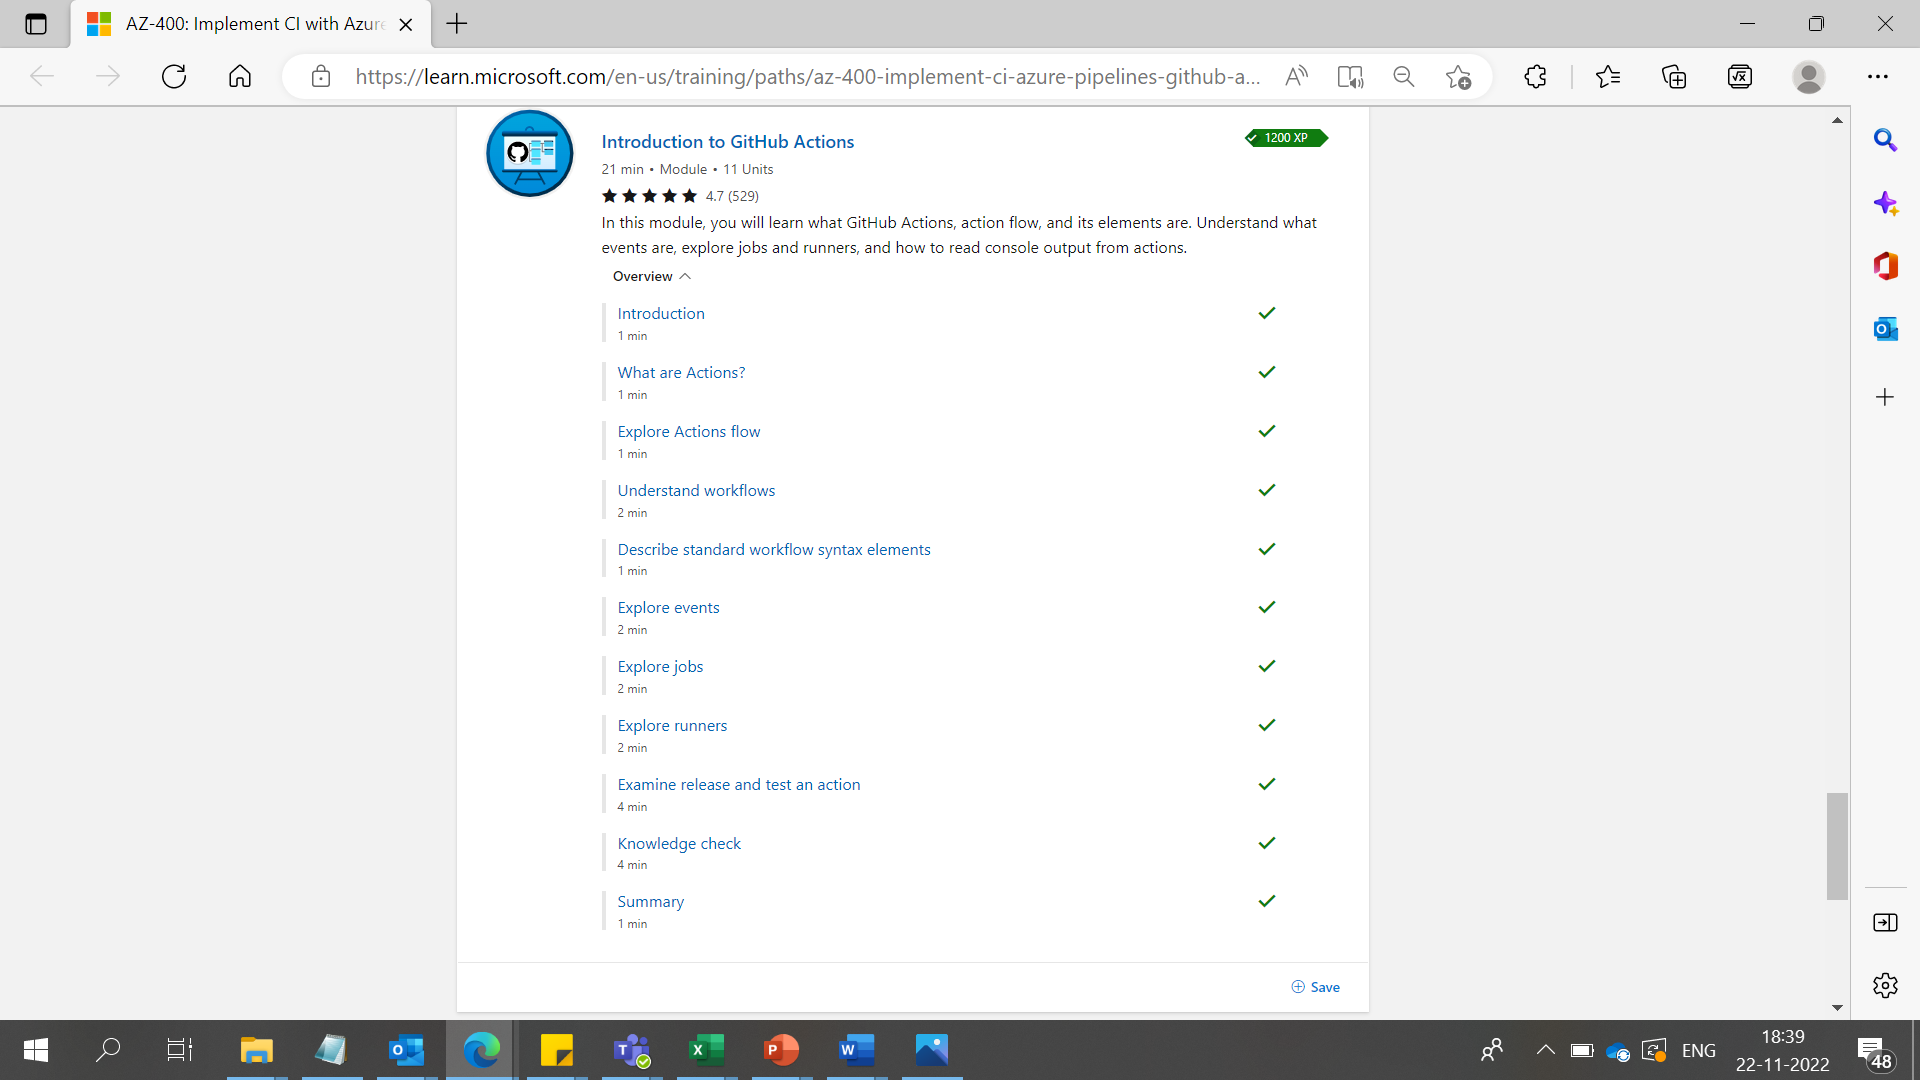 AZ-400: Implement CI with Azure
https://learn.microsoft.com/en-us/training/paths/az-400-implement-ci-azure-pipelines-github-a...
Introduction to GitHub Actions
1200 XP
21 min • Module • 11 Units
4.7 (529)
In this module, you will learn what GitHub Actions, action flow, and its elements are. Understand what
events are, explore jobs and runners, and how to read console output from actions.
Overview
Introduction
1 min
What are Actions?
1 min
Explore Actions flow
1 min
Understand workflows
2 min
Describe standard workflow syntax elements
1 min
Explore events
2 min
Explore jobs
2 min
Explore runners
2 min
Examine release and test an action
4 min
Knowledge check
4 min
Summary
1 min
Save
ENG
18:39
22-11-2022
48